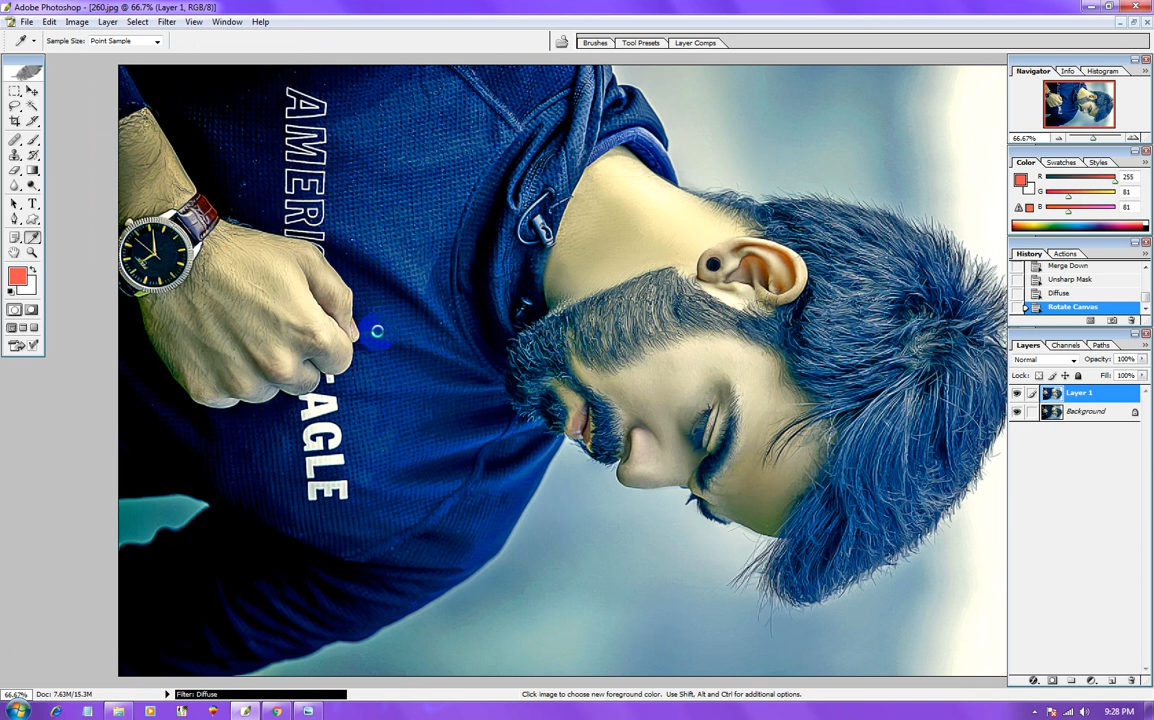 Adobe Photoshop - [260.jpg @ 66.7% (Layer 1, RGB/8)]
File Edit Image Layer Select Filter View Window Help
Sample Size: Point Sample
Brushes Tool Presets Layer Comps
Navigator Info Histogram
66.67%
Color Swatches Styles
R 255
G 81
B 81
History Actions
Merge Down
Unsharp Mask
Diffuse
Rotate Canvas
Layers Channels Paths
Normal Opacity: 100%
Lock: Fill: 100%
Layer 1
Background
AMERI
AGLE
66.67% Doc: 7.63M/15.3M Filter: Diffuse Click image to choose new foreground color. Use Shift, Alt and Ctrl for additional options.
9:28 PM